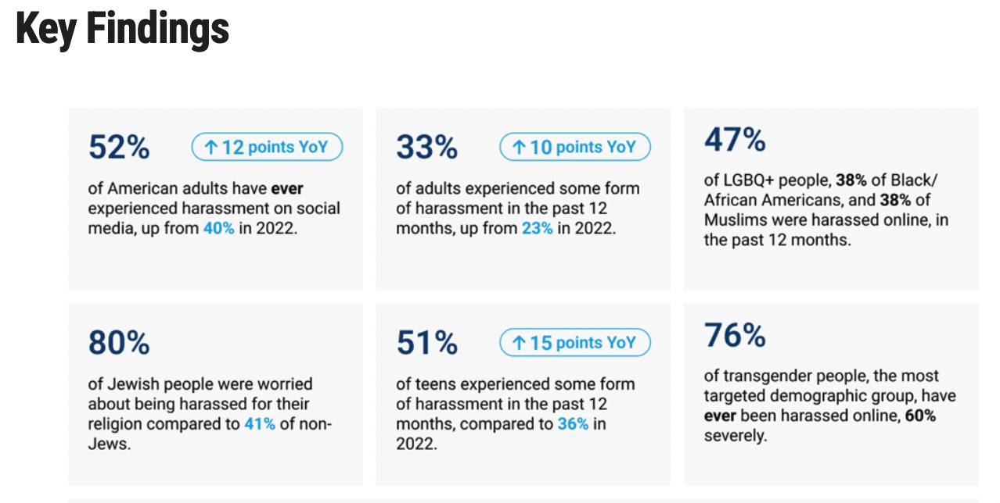 Key Findings
52%
↑ 12 points YoY
of American adults have ever
experienced harassment on social
media, up from 40% in 2022.
33%
↑ 10 points YoY
of adults experienced some form
of harassment in the past 12
months, up from 23% in 2022.
47%
of LGBQ+ people, 38% of Black/
African Americans, and 38% of
Muslims were harassed online, in
the past 12 months.
80%
of Jewish people were worried
about being harassed for their
religion compared to 41% of non-
Jews.
51%
↑ 15 points YoY
of teens experienced some form
of harassment in the past 12
months, compared to 36% in
2022.
76%
of transgender people, the most
targeted demographic group, have
ever been harassed online, 60%
severely.